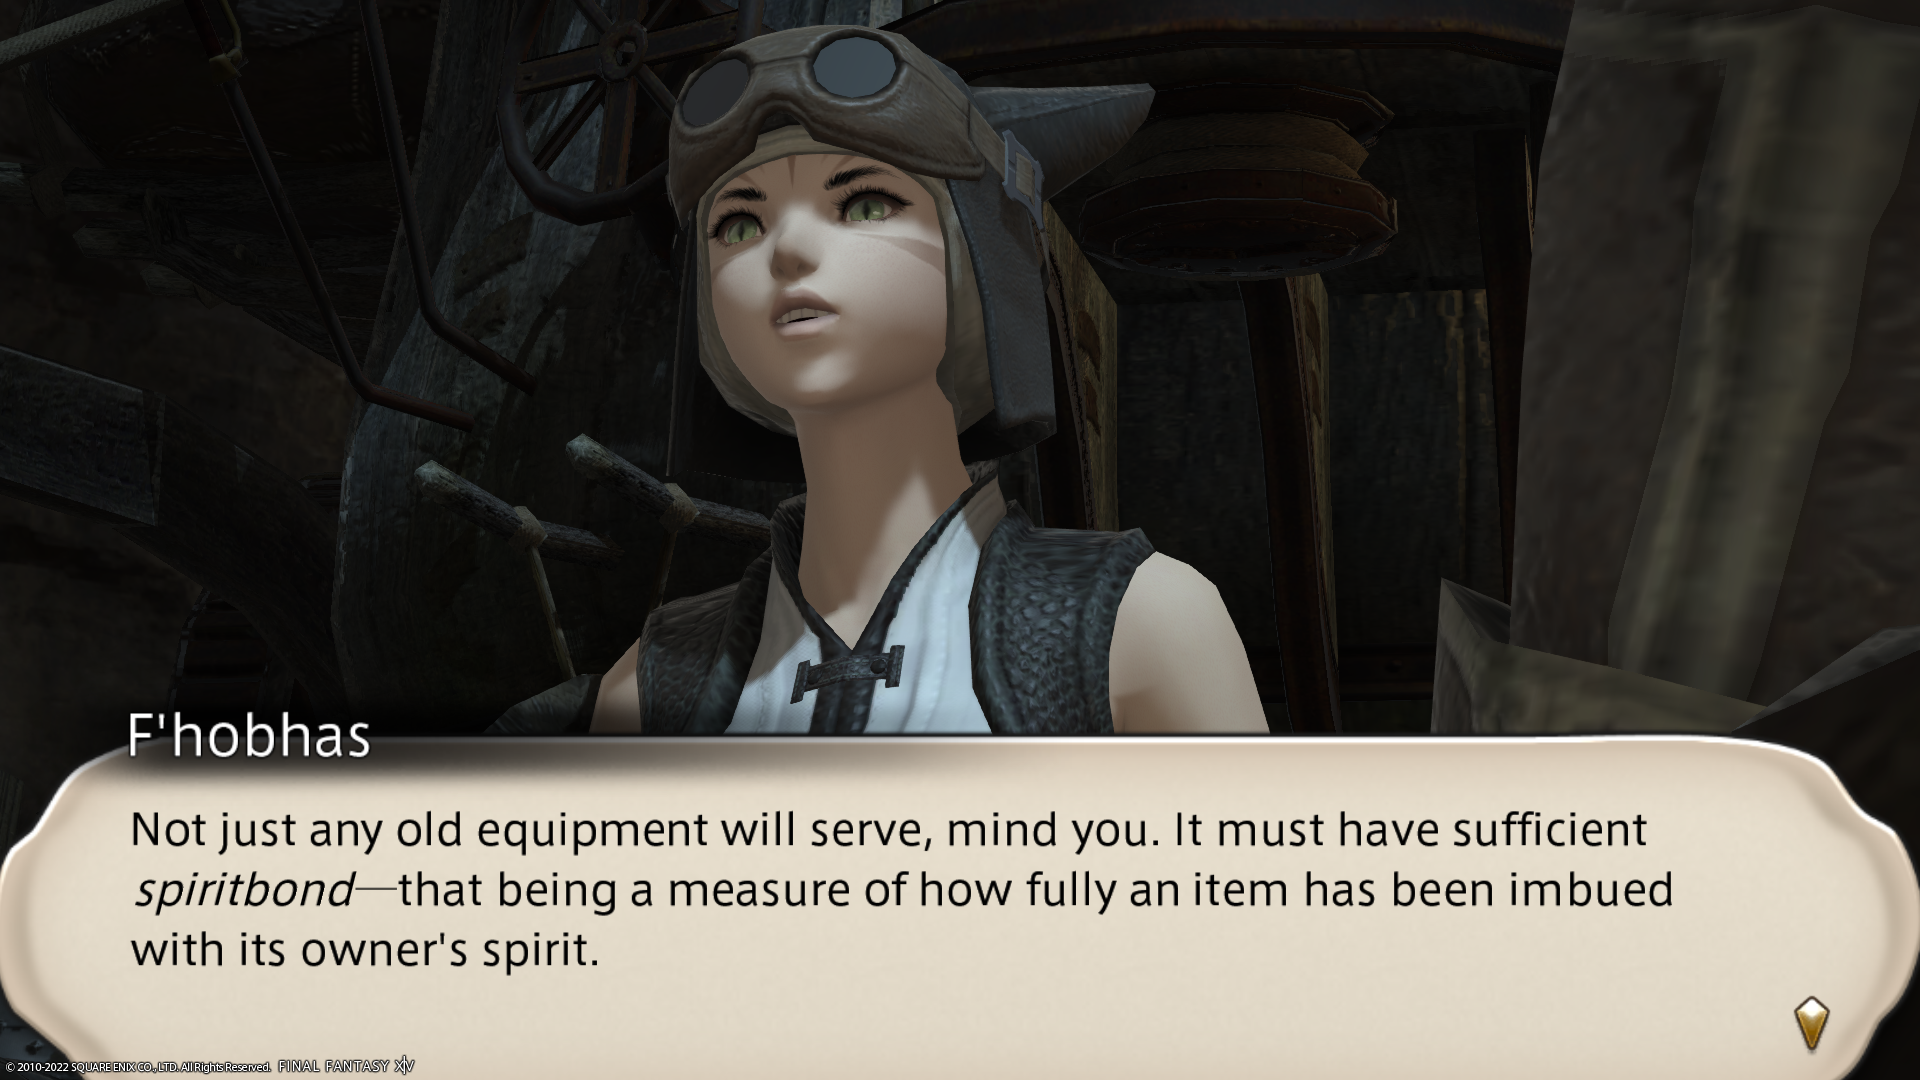 F'hobhas
Not just any old equipment will serve, mind you. It must have sufficient
spiritbond—that being a measure of how fully an item has been imbued
with its owner's spirit.
© 2010-2022 SQUARE ENIX CO., LTD. All Rights Reserved. FINAL FANTASY XIV